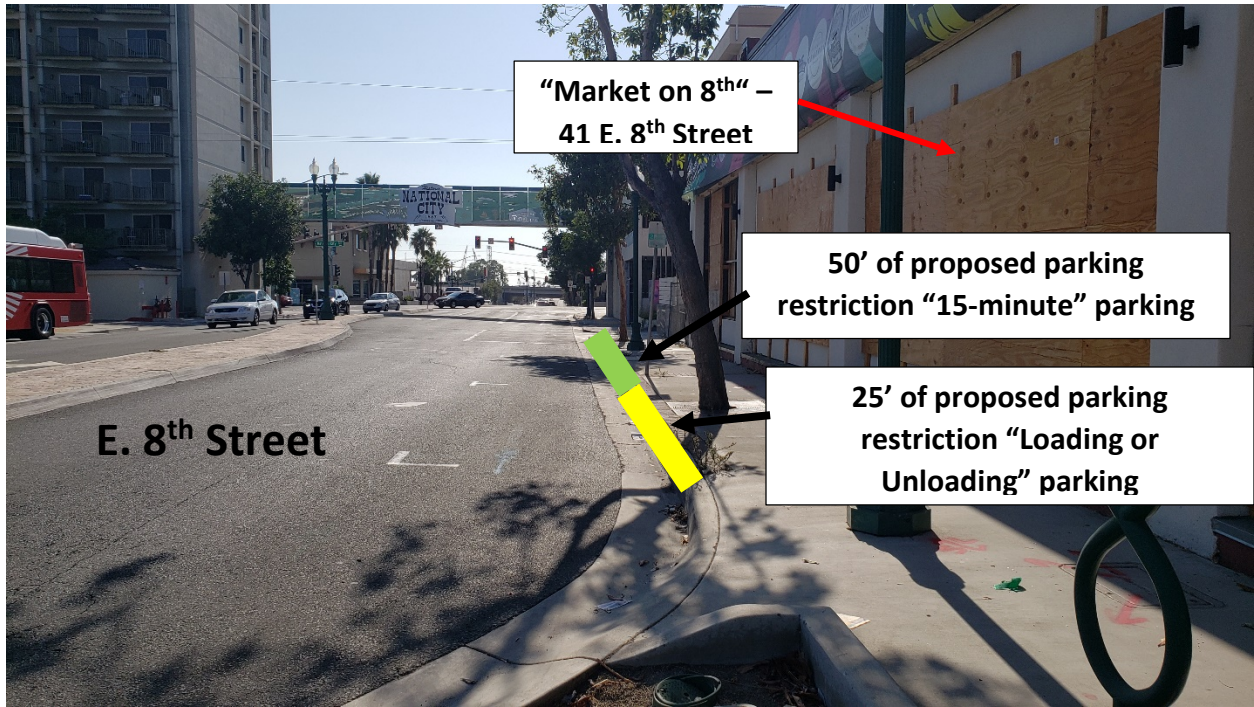 “Market on 8th“ –
41 E. 8th Street
NATIONAL
CITY
50’ of proposed parking
restriction “15-minute” parking
25’ of proposed parking
restriction “Loading or
Unloading” parking
E. 8th Street